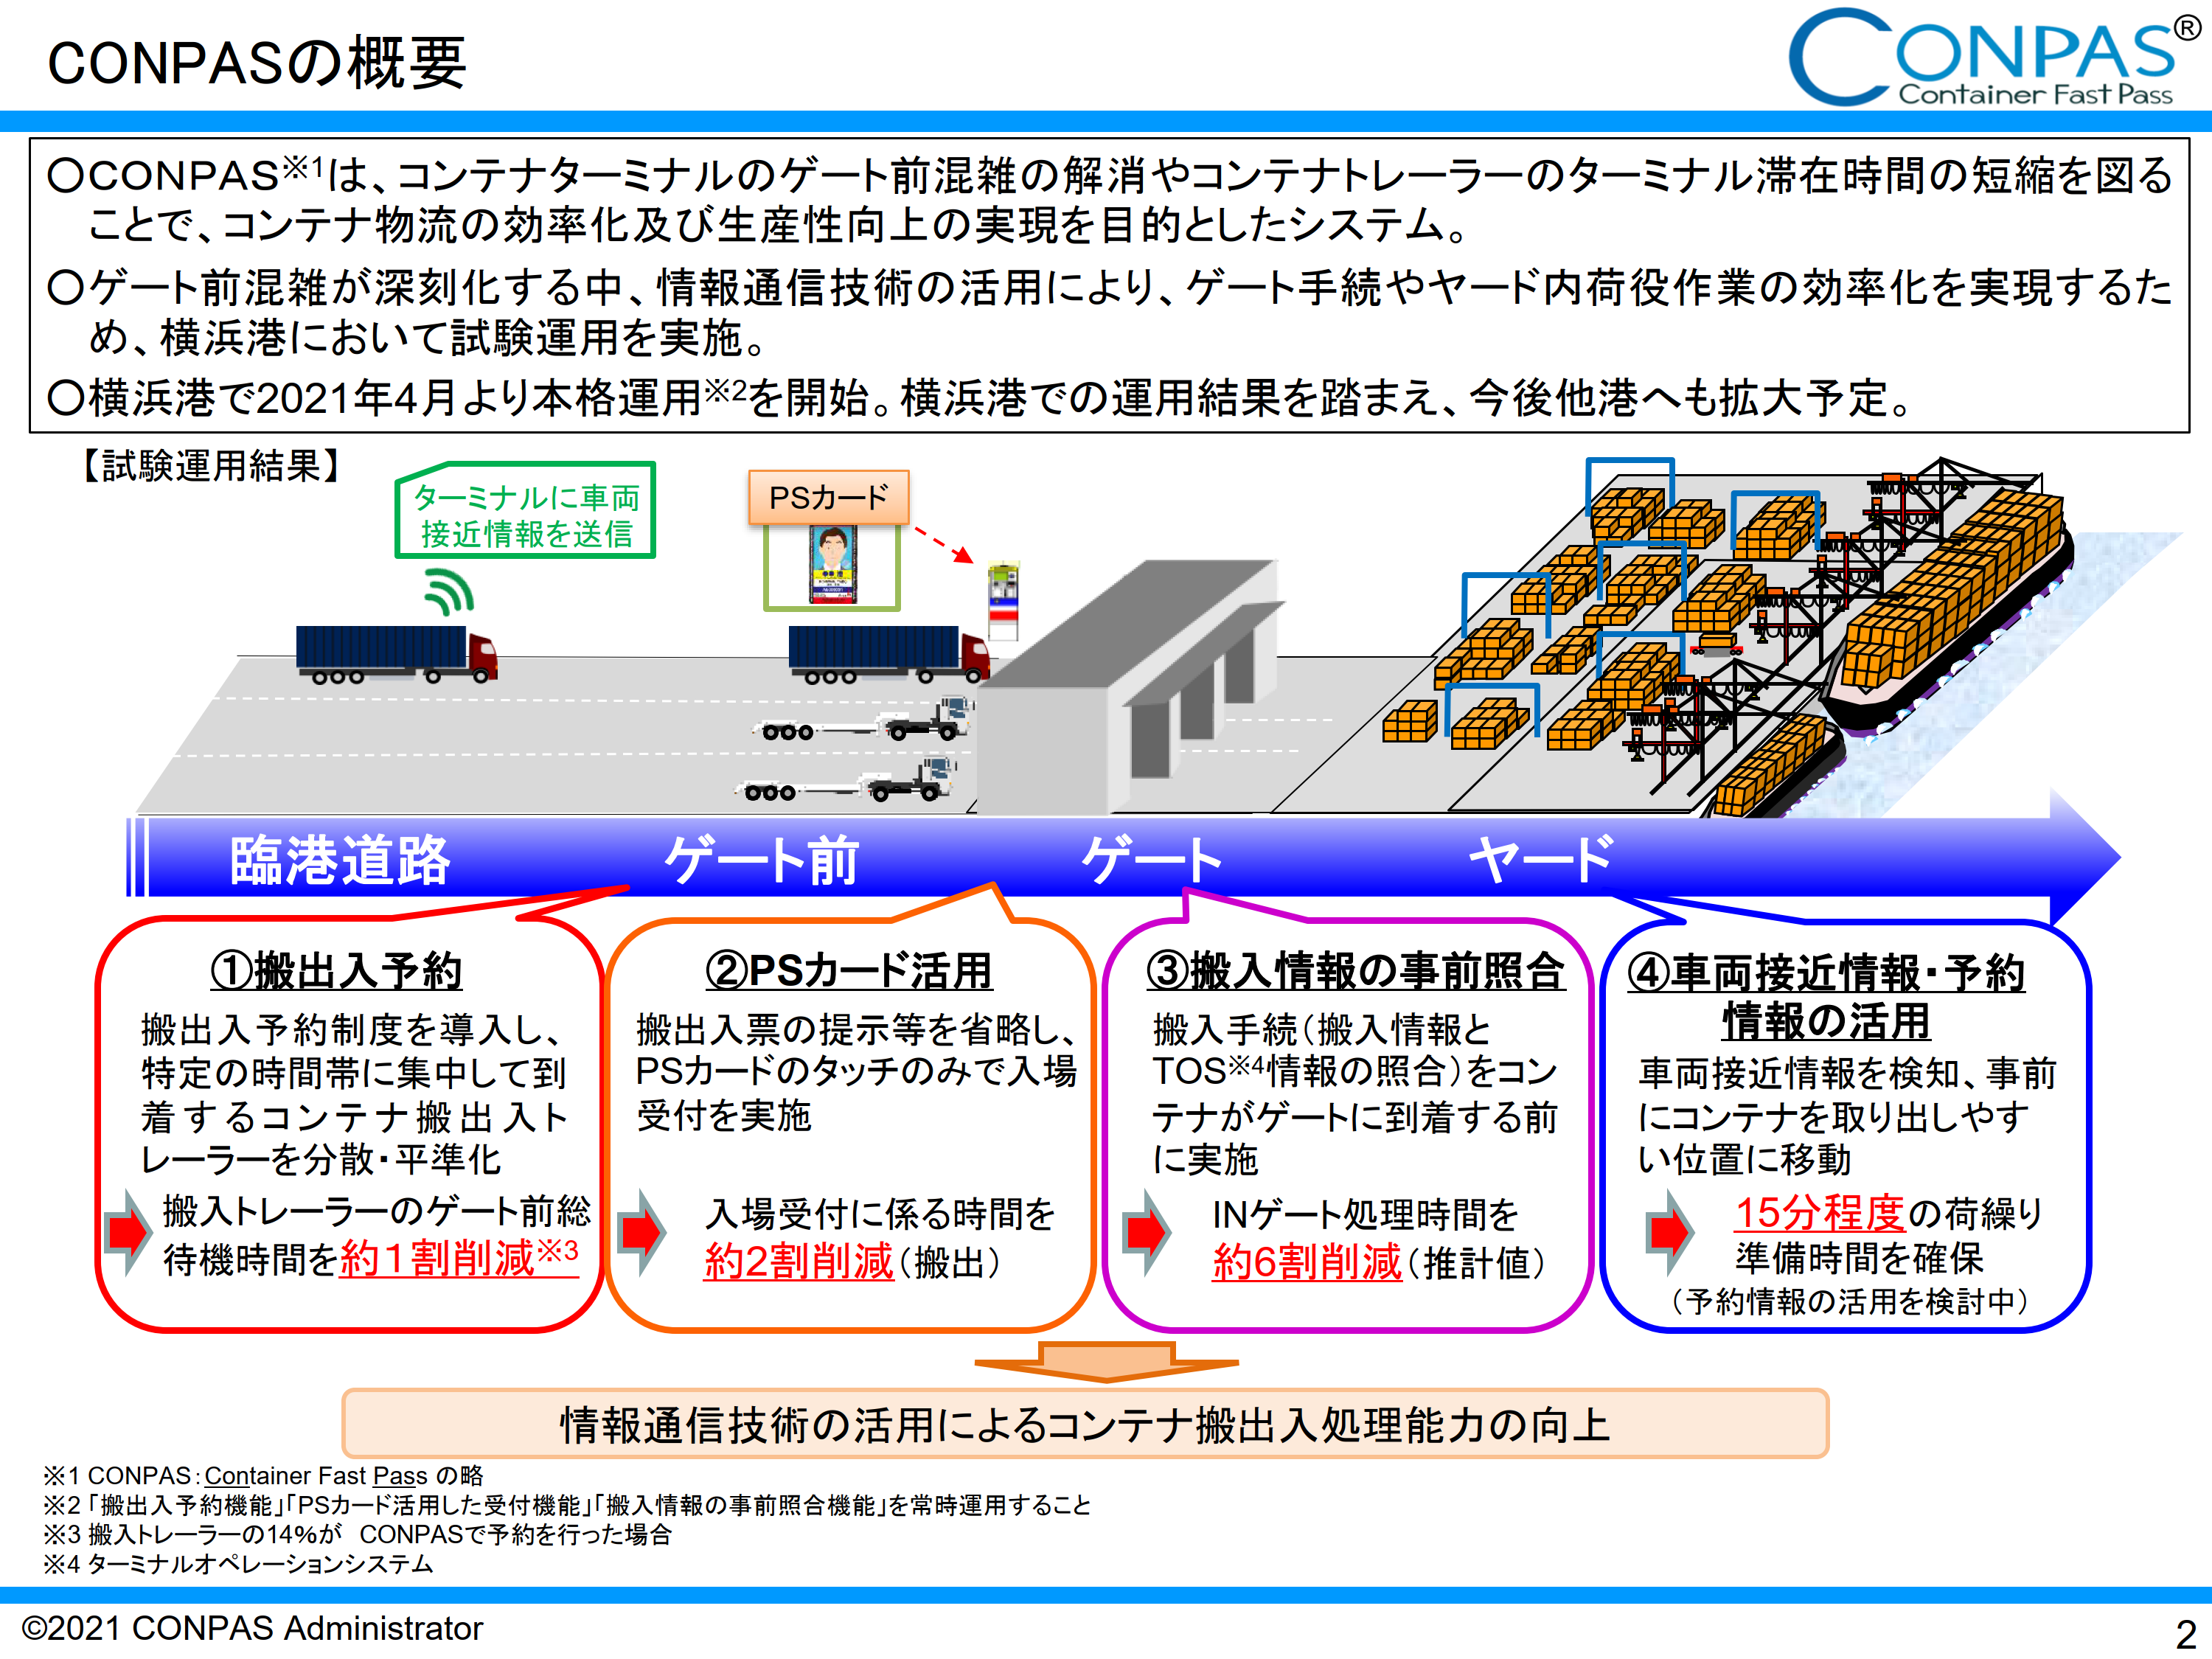 CONPASの概要
CONPAS®
Container Fast Pass
○CONPAS※1は、コンテナターミナルのゲート前混雑の解消やコンテナトレーラーのターミナル滞在時間の短縮を図る
ことで、コンテナ物流の効率化及び生産性向上の実現を目的としたシステム。
○ゲート前混雑が深刻化する中、情報通信技術の活用により、ゲート手続やヤード内荷役作業の効率化を実現するた
め、横浜港において試験運用を実施。
○横浜港で2021年4月より本格運用※2を開始。横浜港での運用結果を踏まえ、今後他港へも拡大予定。
【試験運用結果】
ターミナルに車両
接近情報を送信
PSカード
臨港道路 ゲート前 ゲート ヤード
①搬出入予約
搬出入予約制度を導入し、
特定の時間帯に集中して到
着するコンテナ搬出入ト
レーラーを分散・平準化
搬入トレーラーのゲート前総
待機時間を約1割削減※3
②PSカード活用
搬出入票の提示等を省略し、
PSカードのタッチのみで入場
受付を実施
入場受付に係る時間を
約2割削減（搬出）
③搬入情報の事前照合
搬入手続（搬入情報と
TOS※4情報の照合）をコン
テナがゲートに到着する前
に実施
INゲート処理時間を
約6割削減（推計値）
④車両接近情報・予約
情報の活用
車両接近情報を検知、事前
にコンテナを取り出しやす
い位置に移動
15分程度の荷繰り
準備時間を確保
（予約情報の活用を検討中）
情報通信技術の活用によるコンテナ搬出入処理能力の向上
※1 CONPAS：Container Fast Pass の略
※2 「搬出入予約機能」「PSカード活用した受付機能」「搬入情報の事前照合機能」を常時運用すること
※3 搬入トレーラーの14%が　CONPASで予約を行った場合
※4 ターミナルオペレーションシステム
©2021 CONPAS Administrator
2